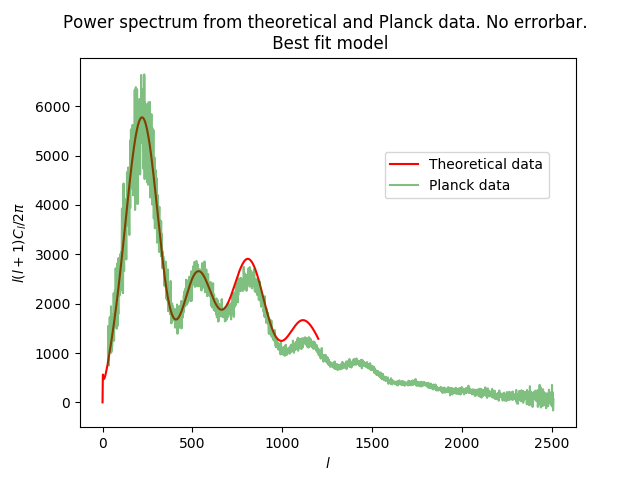 Power spectrum from theoretical and Planck data. No errorbar.
Best fit model
6000
5000
4000
3000
2000
1000
0
l(l + 1)C_l/2π
Theoretical data
Planck data
0 500 1000 1500 2000 2500
l